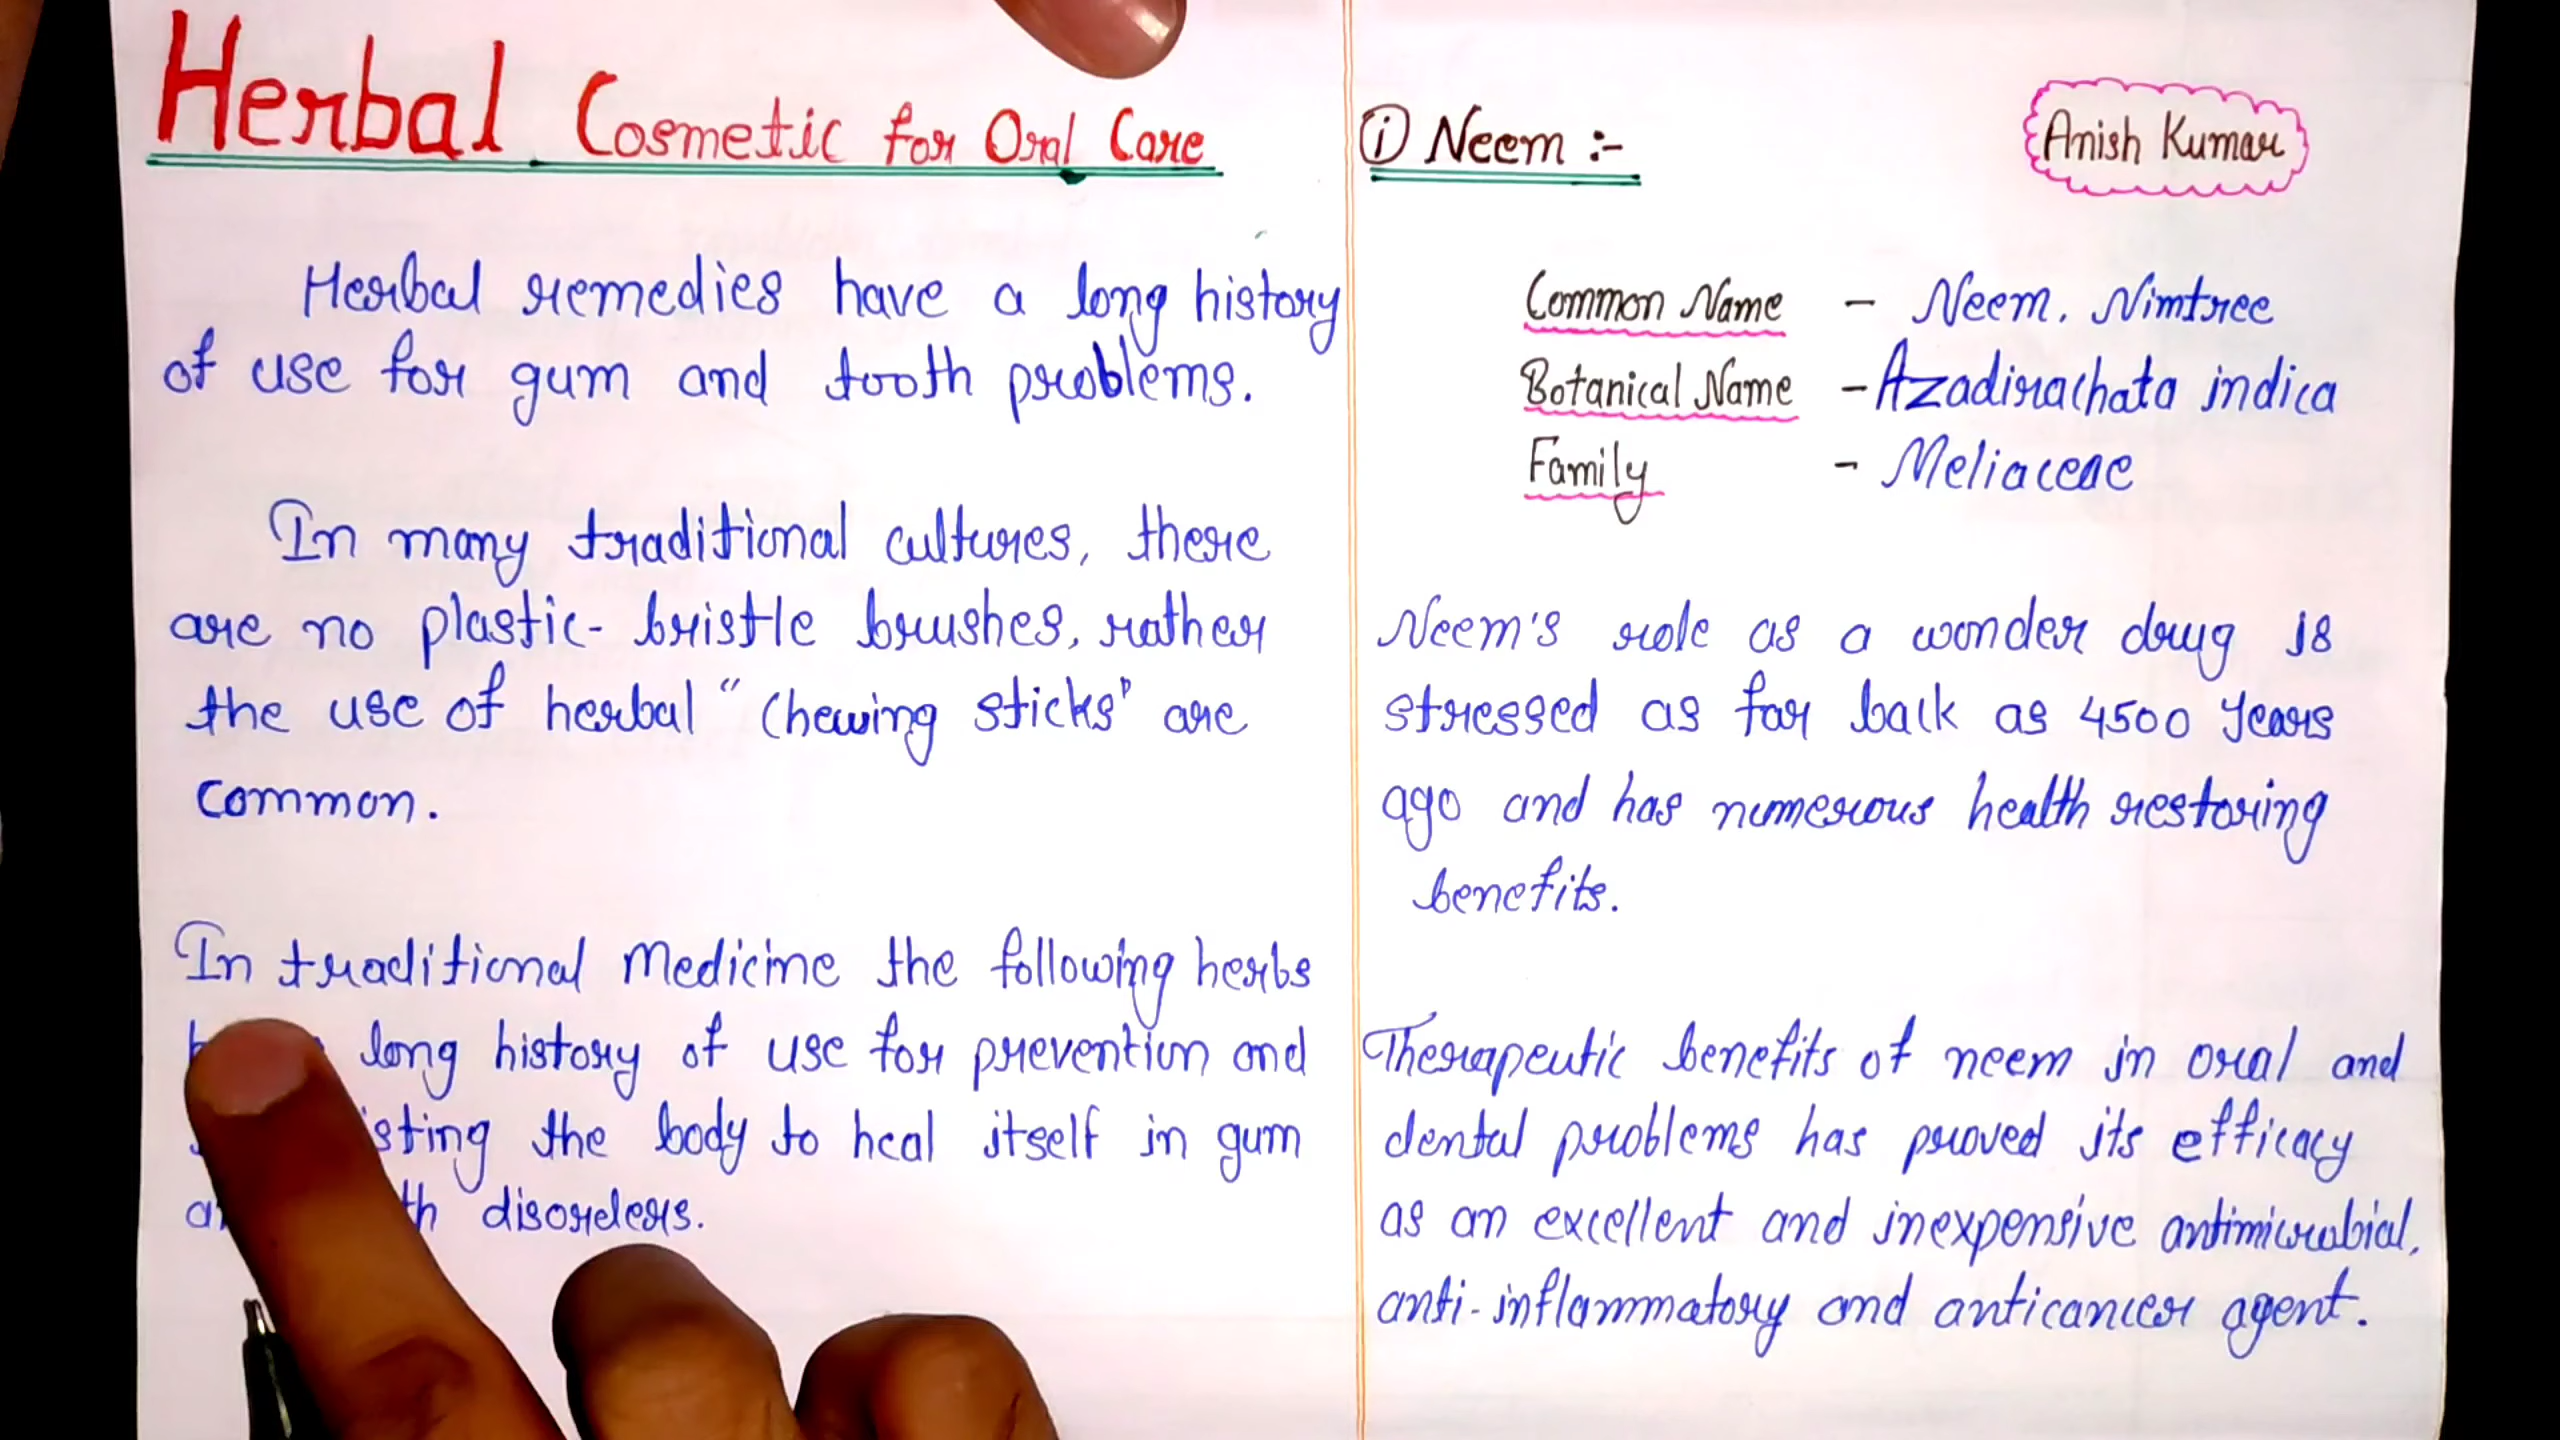 Herbal Cosmetic for Oral Care
Herbal remedies have a long history
of use for gum and tooth problems.
In many traditional cultures, there
are no plastic-bristle brushes, rather
the use of herbal "Chewing sticks" are
common.
In traditional Medicine the following herbs
long history of use for prevention and
the body to heal itself in gum
disorders.
i Neem :-
Anish Kumar
Common Name - Neem, Nimtree
Botanical Name - Azadirachata indica
Family - Meliaceae
Neem's role as a wonder drug is
stressed as far back as 4500 years
ago and has numerous health restoring
benefits.
Therapeutic benefits of neem in oral and
dental problems has proved its efficacy
as an excellent and inexpensive antimicrobial,
anti-inflammatory and anticancer agent.